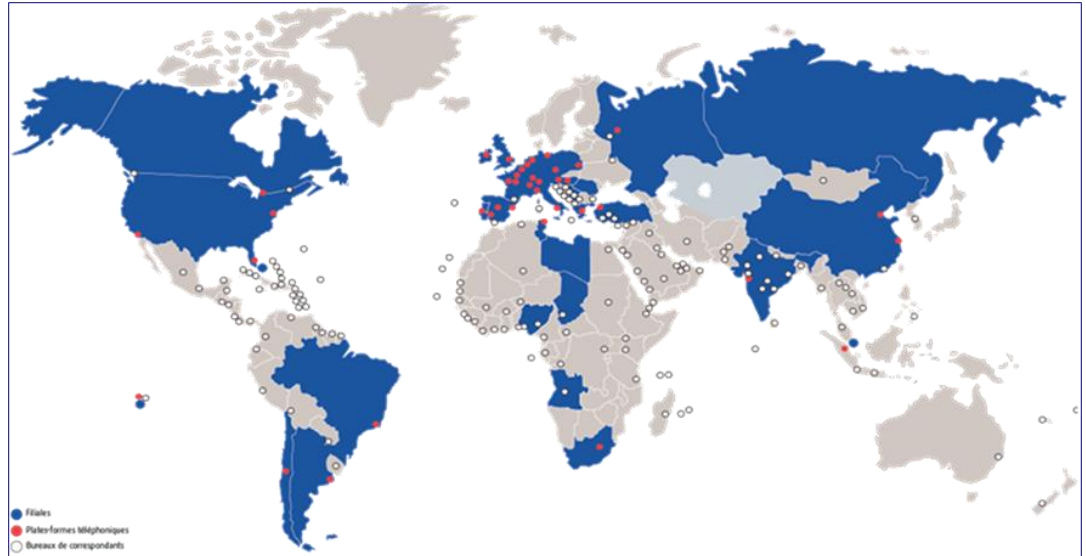 Filiales
Plates-formes téléphoniques
Bureaux de correspondants